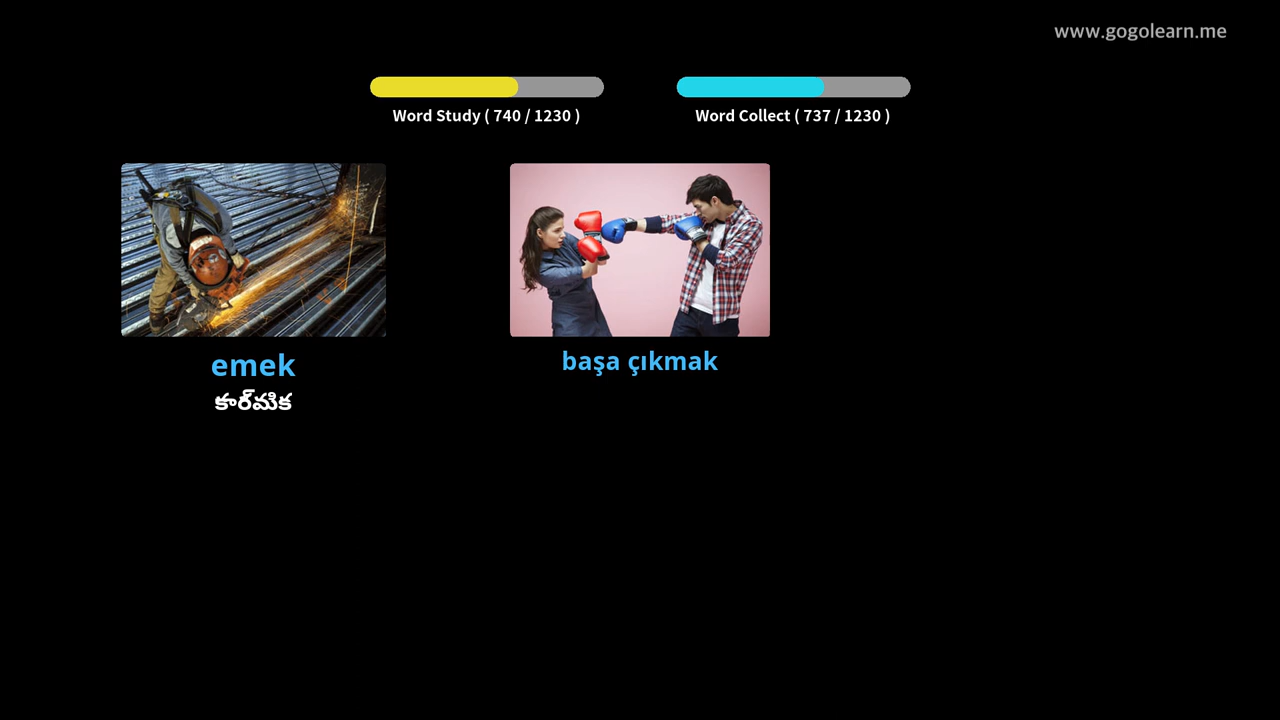 www.gogolearn.me
Word Study ( 740 / 1230 )
Word Collect ( 737 / 1230 )
emek
başa çıkmak
కార్మిక